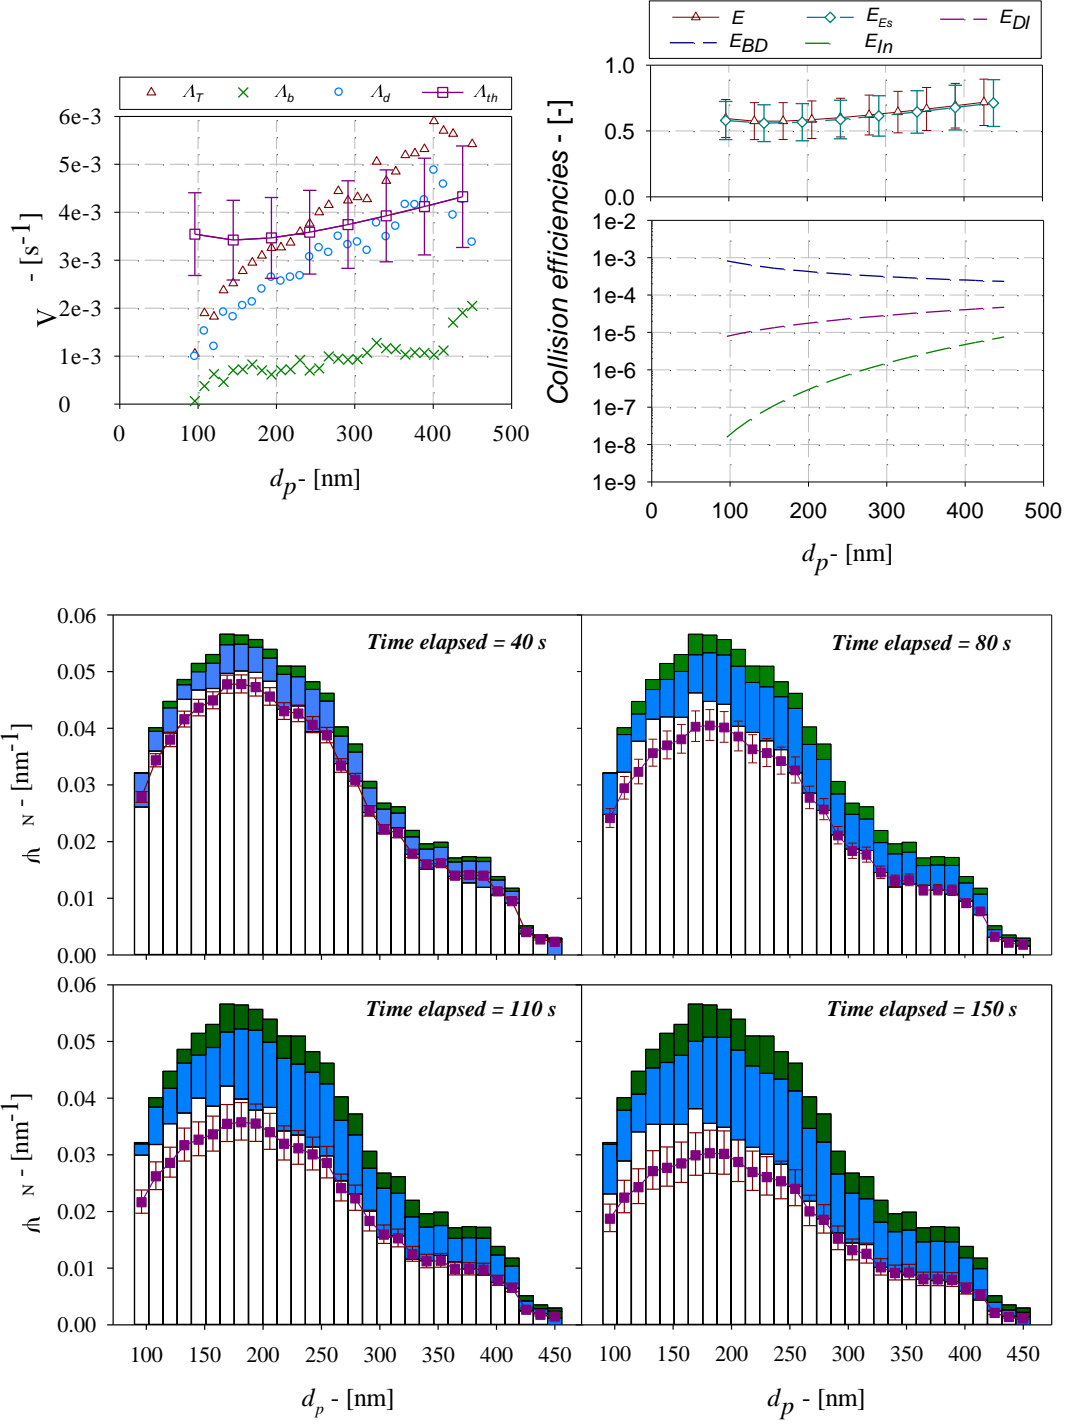 Λ_T Λ_b Λ_d Λ_th
6e-3
5e-3
4e-3
3e-3
2e-3
1e-3
0
V - [s⁻¹]
0 100 200 300 400 500
d_p - [nm]
E E_Es E_DI
E_BD E_In
1.0
0.5
0.0
1e-2
1e-3
1e-4
1e-5
1e-6
1e-7
1e-8
1e-9
Collision efficiencies - [-]
0 100 200 300 400 500
d_p - [nm]
0.06
0.05
0.04
0.03
0.02
0.01
0.00
N - [nm⁻¹]
Time elapsed = 40 s
Time elapsed = 80 s
0.06
0.05
0.04
0.03
0.02
0.01
0.00
N - [nm⁻¹]
Time elapsed = 110 s
Time elapsed = 150 s
100 150 200 250 300 350 400 450
100 150 200 250 300 350 400 450
d_p - [nm]
d_p - [nm]